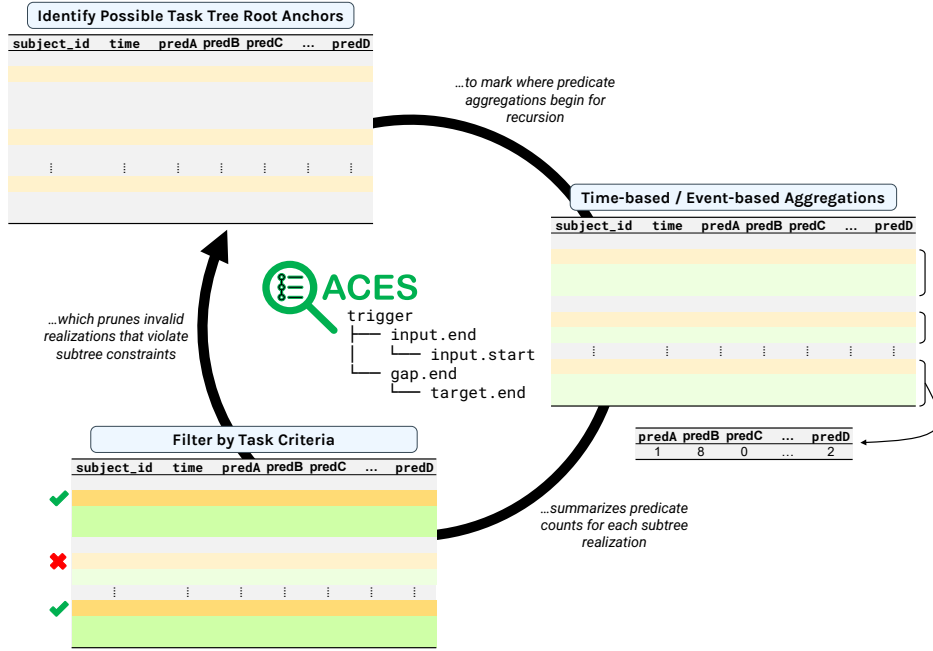 Identify Possible Task Tree Root Anchors
subject_id time predA predB predC ... predD
⋮ ⋮ ⋮ ⋮ ⋮ ⋮ ⋮
...to mark where predicate
aggregations begin for
recursion
Time-based / Event-based Aggregations
subject_id time predA predB predC ... predD
⋮ ⋮ ⋮ ⋮ ⋮ ⋮ ⋮
predA predB predC ... predD
1 8 0 ... 2
ACES
trigger
├── input.end
│   └── input.start
└── gap.end
    └── target.end
...summarizes predicate
counts for each subtree
realization
Filter by Task Criteria
subject_id time predA predB predC ... predD
⋮ ⋮ ⋮ ⋮ ⋮ ⋮ ⋮
...which prunes invalid
realizations that violate
subtree constraints